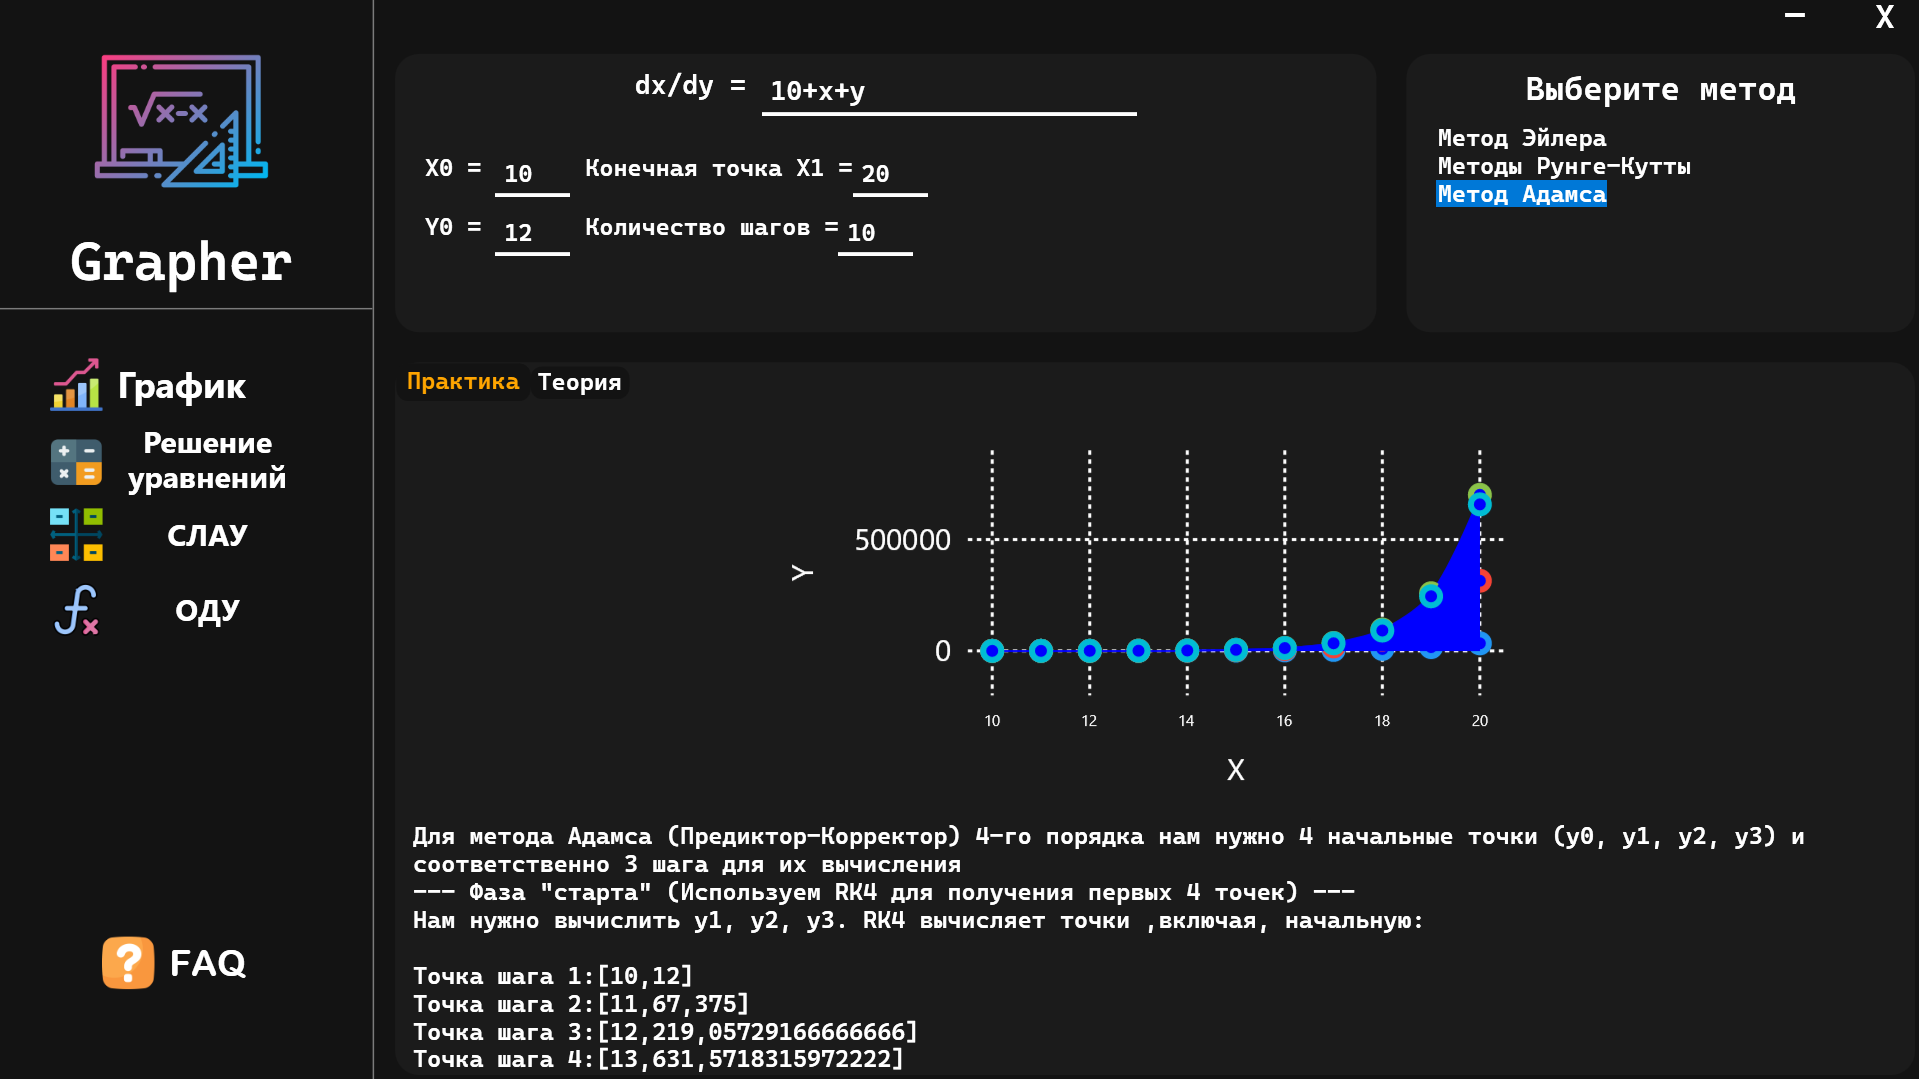 X
√x-x
Grapher
График
Решение
уравнений
СЛАУ
ОДУ
FAQ
dx/dy = 10+x+y
X0 = 10 Конечная точка X1 = 20
Y0 = 12 Количество шагов = 10
Выберите метод
Метод Эйлера
Методы Рунге-Кутты
Метод Адамса
Практика Теория
500000
Y
0
10 12 14 16 18 20
X
Для метода Адамса (Предиктор-Корректор) 4-го порядка нам нужно 4 начальные точки (y0, y1, y2, y3) и
соответственно 3 шага для их вычисления
--- Фаза "старта" (Используем RK4 для получения первых 4 точек) ---
Нам нужно вычислить y1, y2, y3. RK4 вычисляет точки ,включая, начальную:
Точка шага 1:[10,12]
Точка шага 2:[11,67,375]
Точка шага 3:[12,219,05729166666666]
Точка шага 4:[13,631,5718315972222]